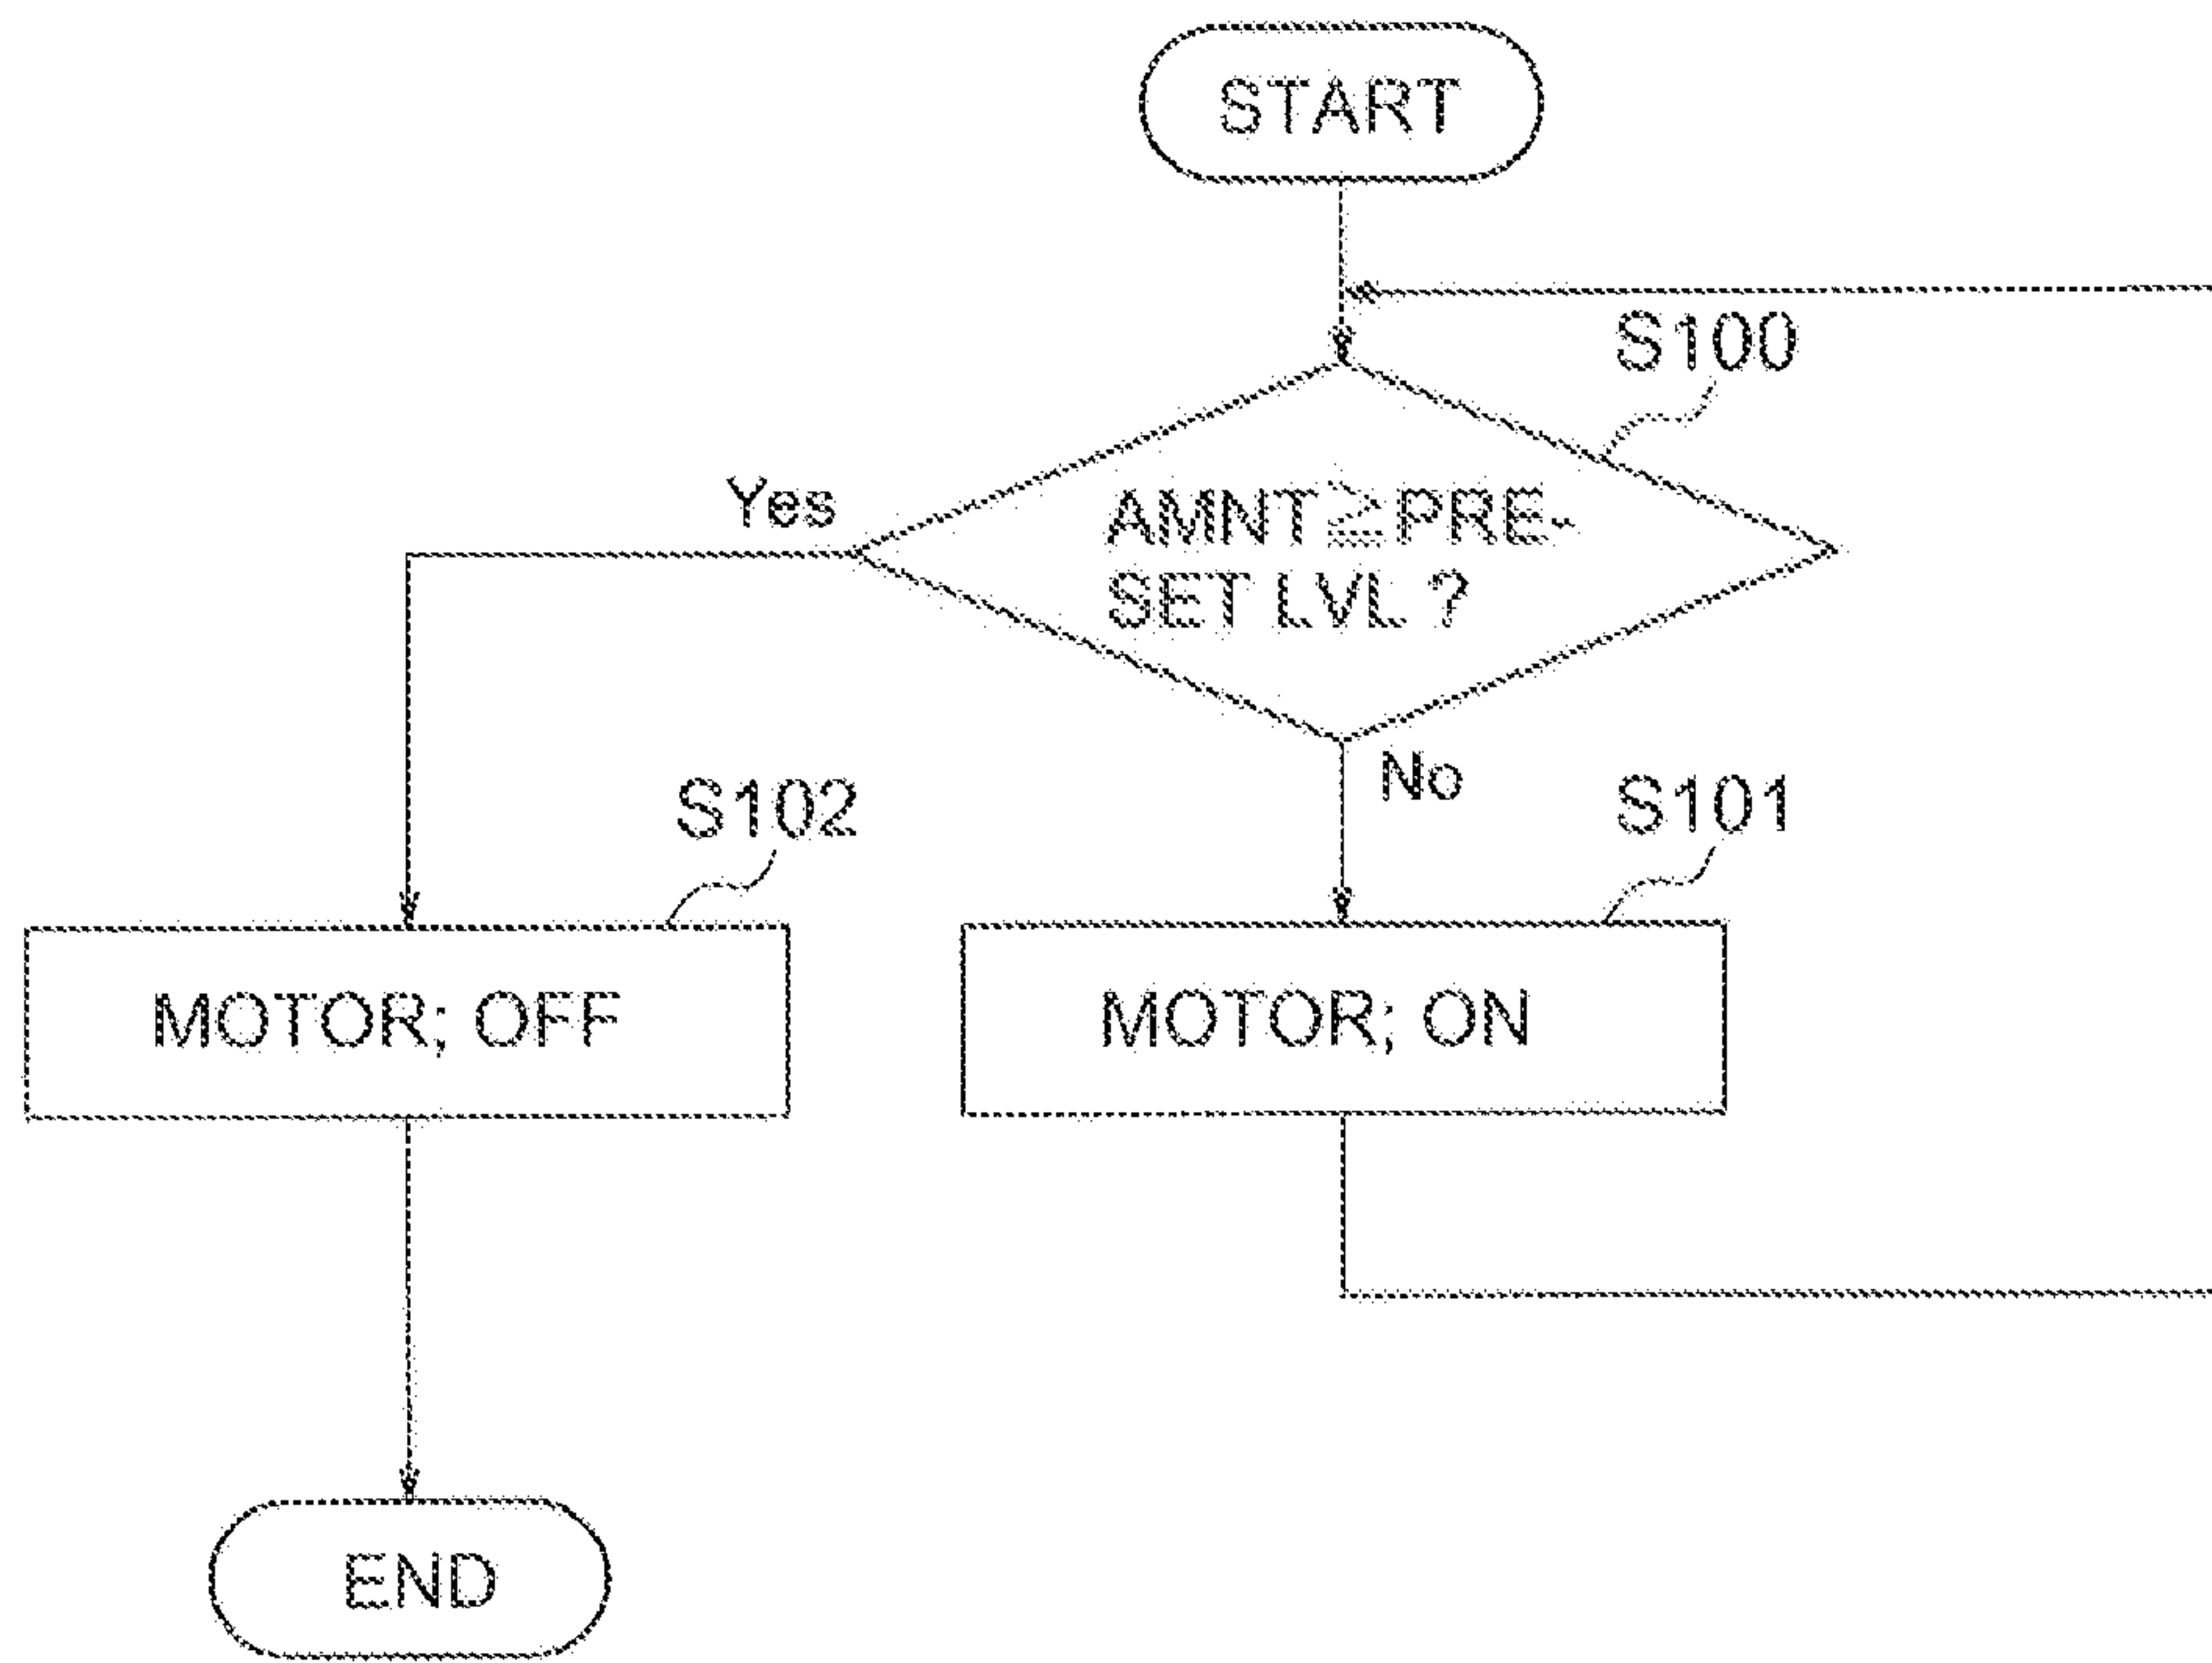 START
S100
Yes
AMNT≧PRE-
SET LVL ?
No
S102
S101
MOTOR; OFF
MOTOR; ON
END